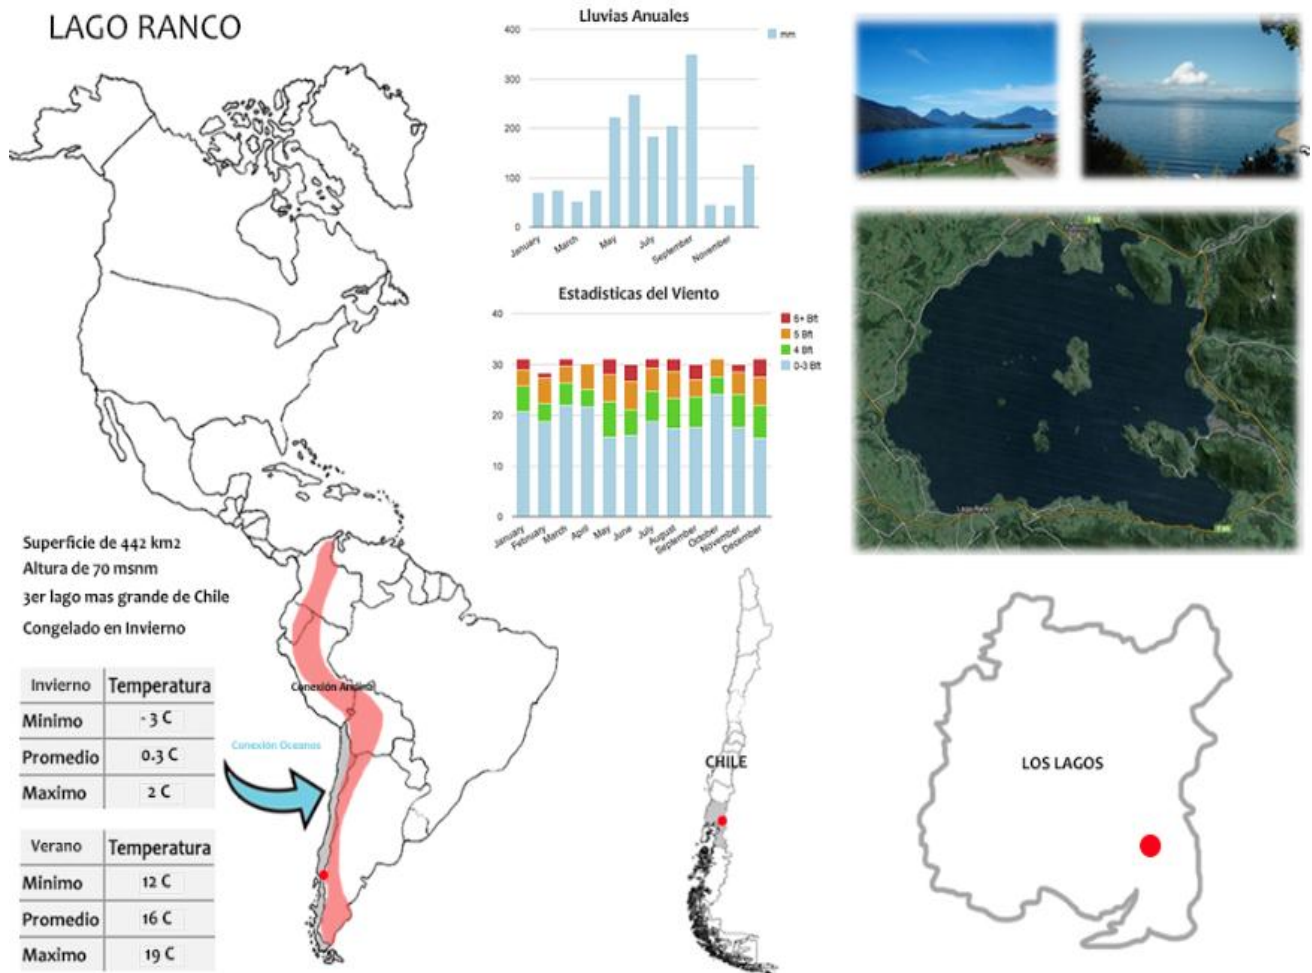 LAGO RANCO
Lluvias Anuales
mm
400
300
200
100
0
January
March
May
July
September
November
Estadisticas del Viento
40
30
20
10
0
6+ Bft
5 Bft
4 Bft
0-3 Bft
January
February
March
April
May
June
July
August
September
October
November
December
Superficie de 442 km2
Altura de 70 msnm
3er lago mas grande de Chile
Congelado en Invierno
Invierno Temperatura
Minimo - 3 C
Promedio 0.3 C
Maximo 2 C
Verano Temperatura
Minimo 12 C
Promedio 16 C
Maximo 19 C
Conexión Andina
Conexión Oceanos
CHILE
LOS LAGOS
Lago Ranco